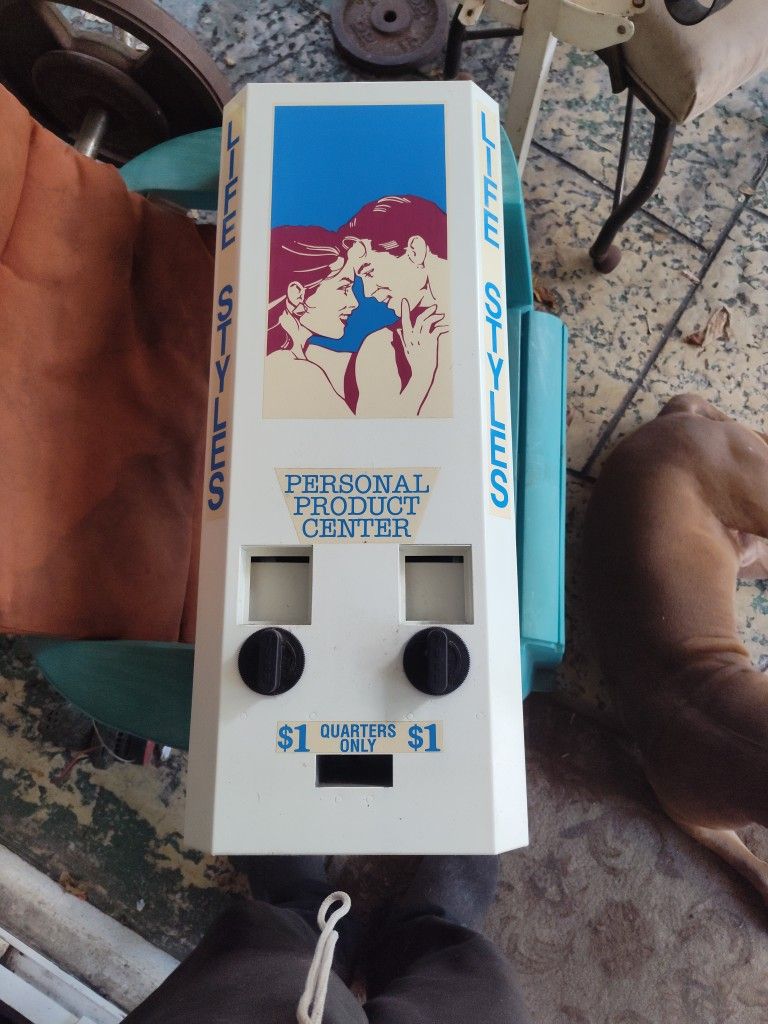 LIFE STYLES
LIFE STYLES
PERSONAL
PRODUCT
CENTER
$1 QUARTERS ONLY $1